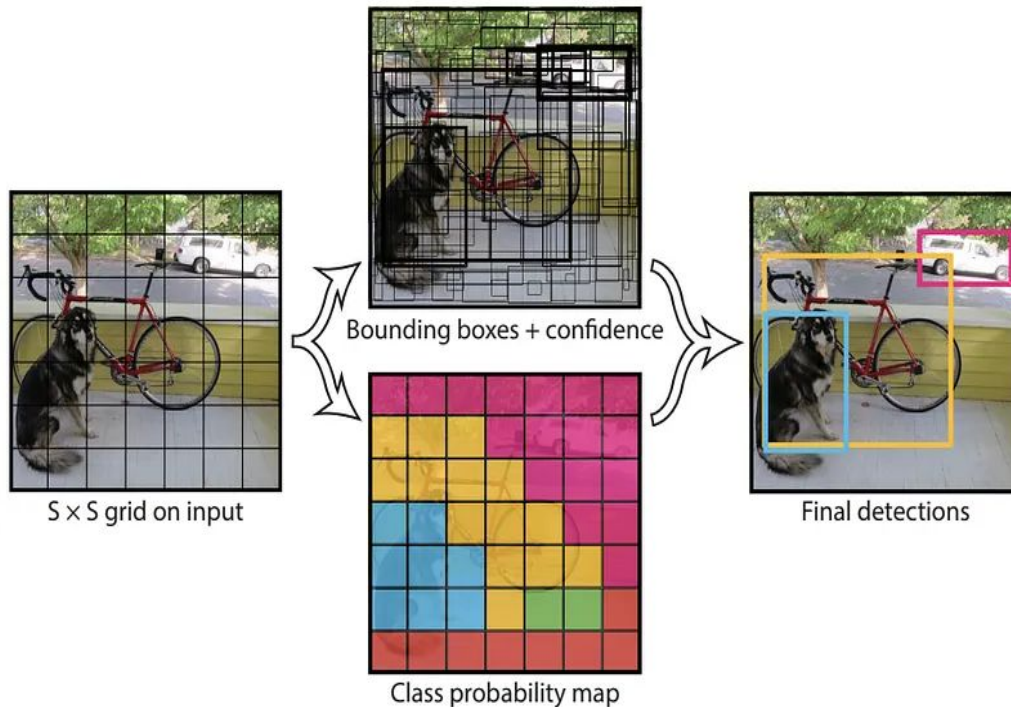 Bounding boxes + confidence
S × S grid on input
Final detections
Class probability map